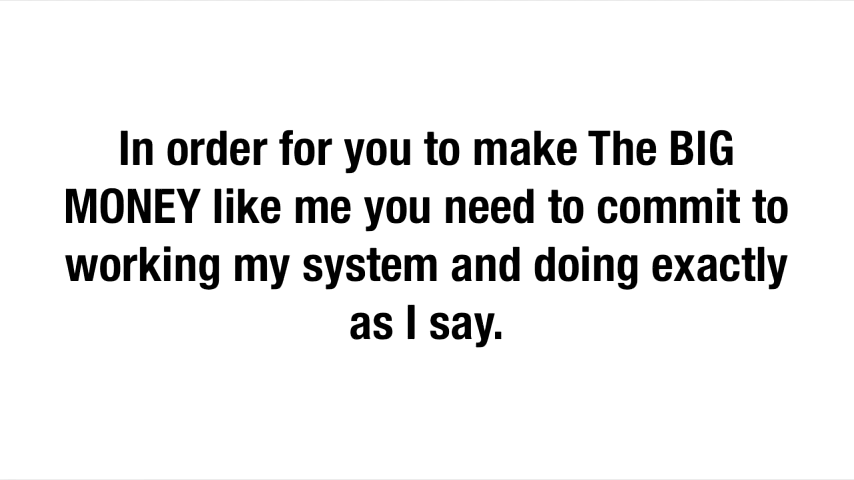 In order for you to make The BIG
MONEY like me you need to commit to
working my system and doing exactly
as I say.